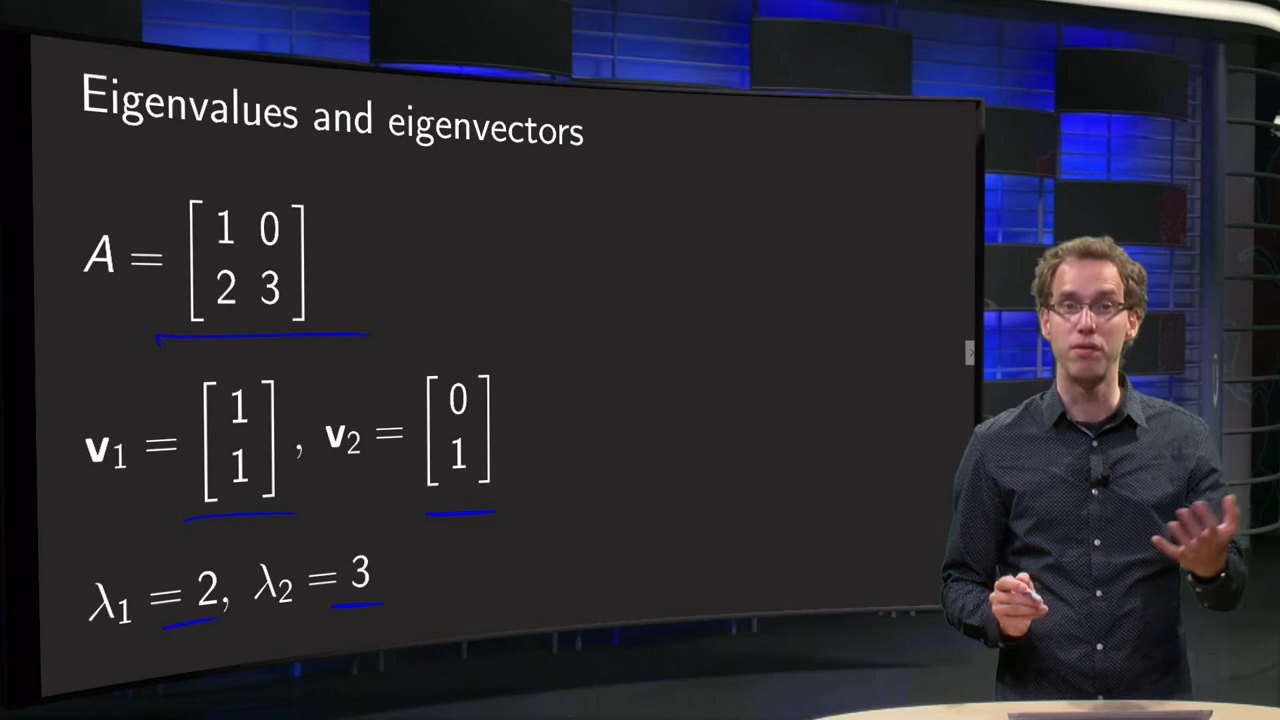 Eigenvalues and eigenvectors
A = [1 0
2 3]
v₁ = [1
1], v₂ = [0
1]
λ₁ = 2, λ₂ = 3